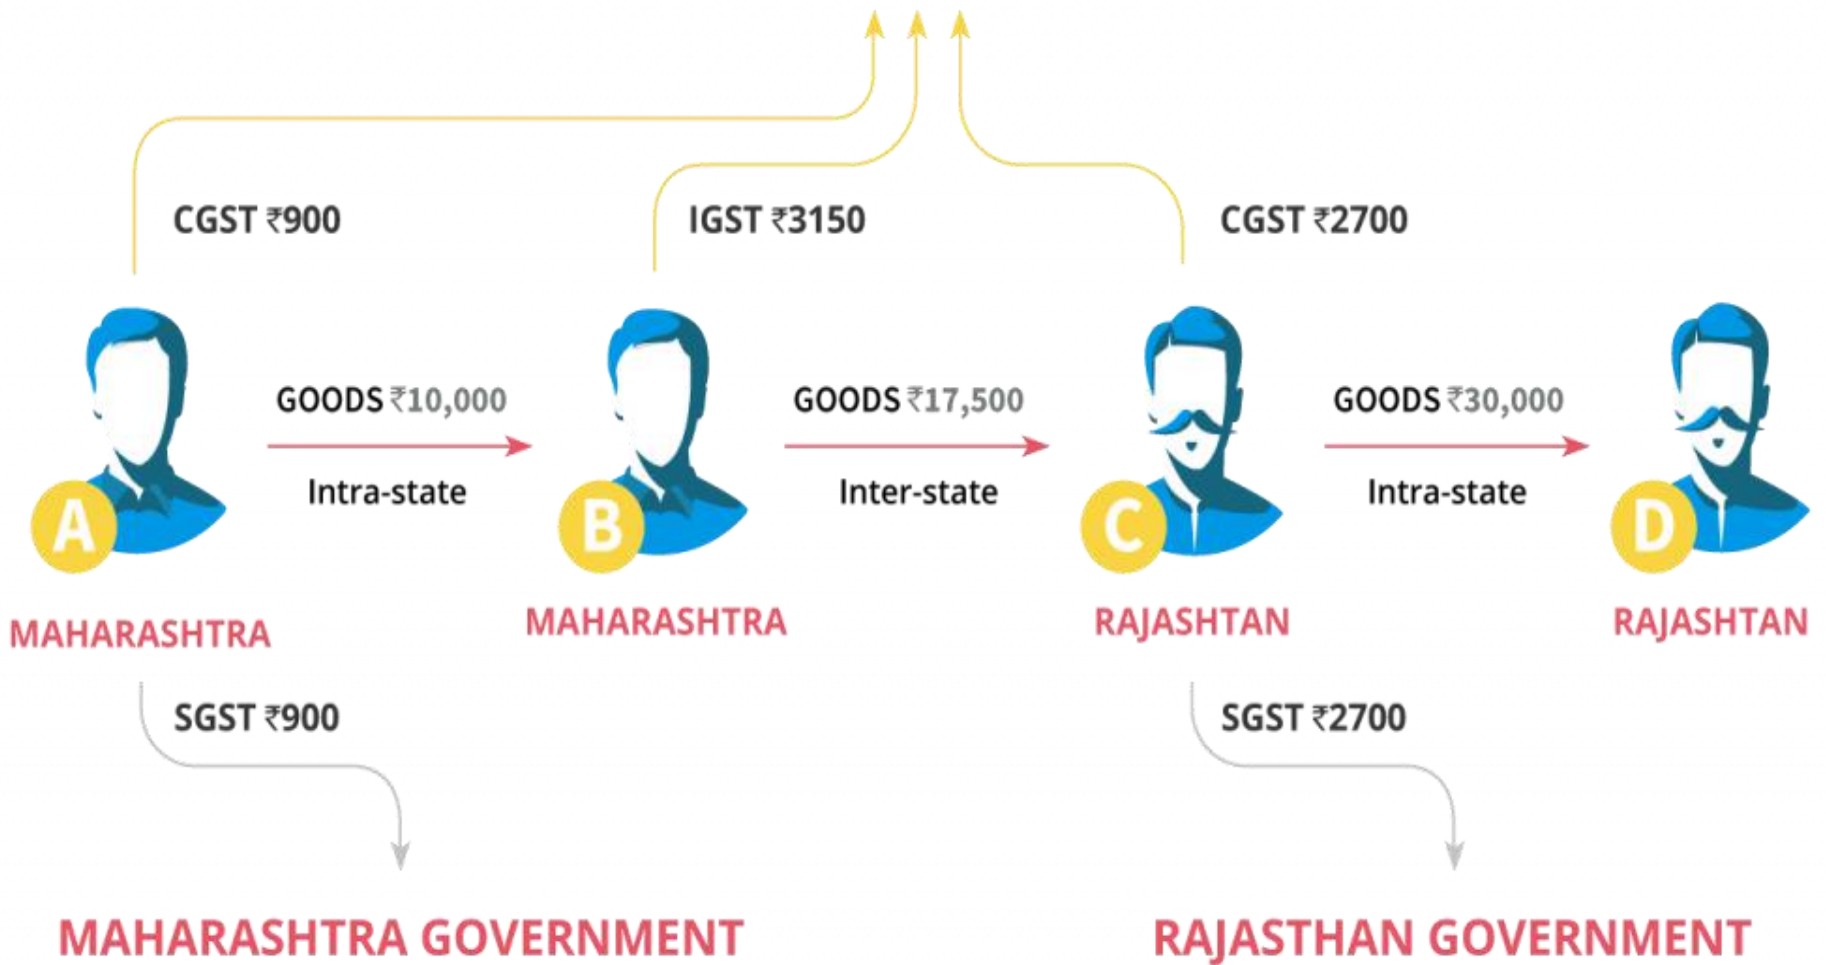 CGST ₹900
IGST ₹3150
CGST ₹2700
GOODS ₹10,000
Intra-state
GOODS ₹17,500
Inter-state
GOODS ₹30,000
Intra-state
A
B
C
D
MAHARASHTRA
MAHARASHTRA
RAJASHTAN
RAJASHTAN
SGST ₹900
SGST ₹2700
MAHARASHTRA GOVERNMENT
RAJASTHAN GOVERNMENT